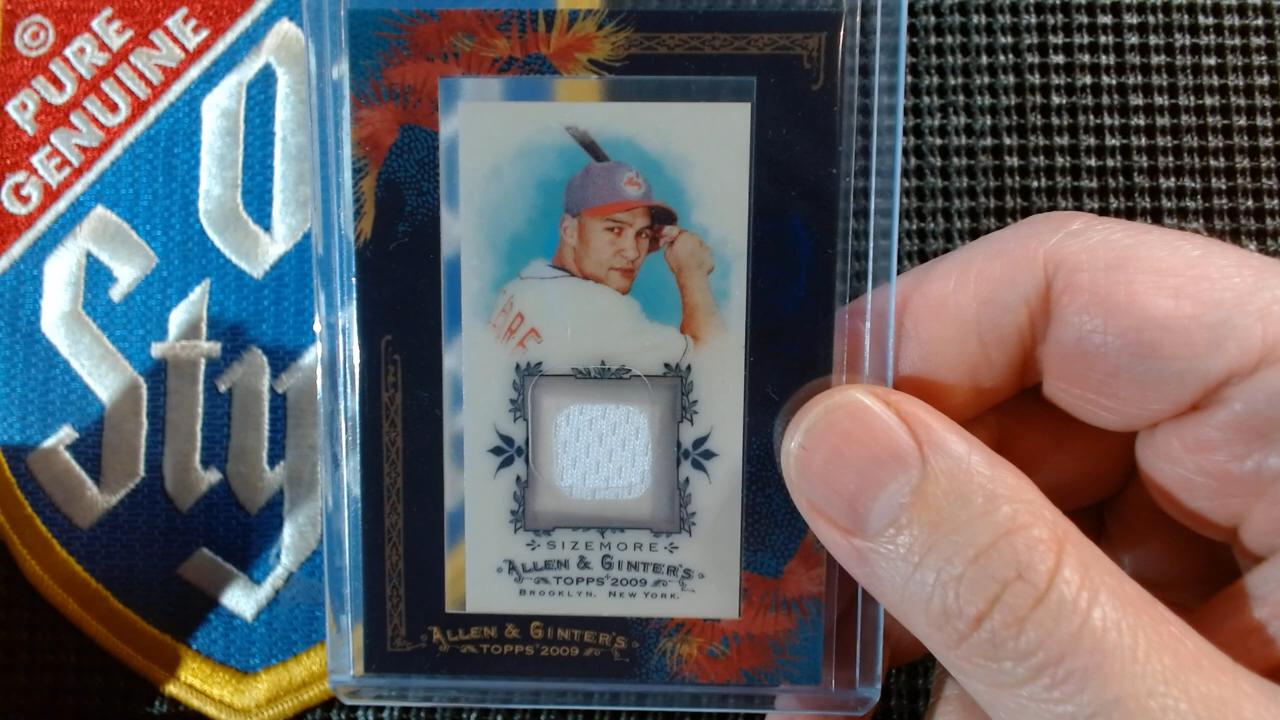 ©
PURE
GENUINE
O
Sty
SIZEMORE
ALLEN & GINTER'S
TOPPS 2009
BROOKLYN. NEW YORK.
ALLEN & GINTER'S
TOPPS 2009